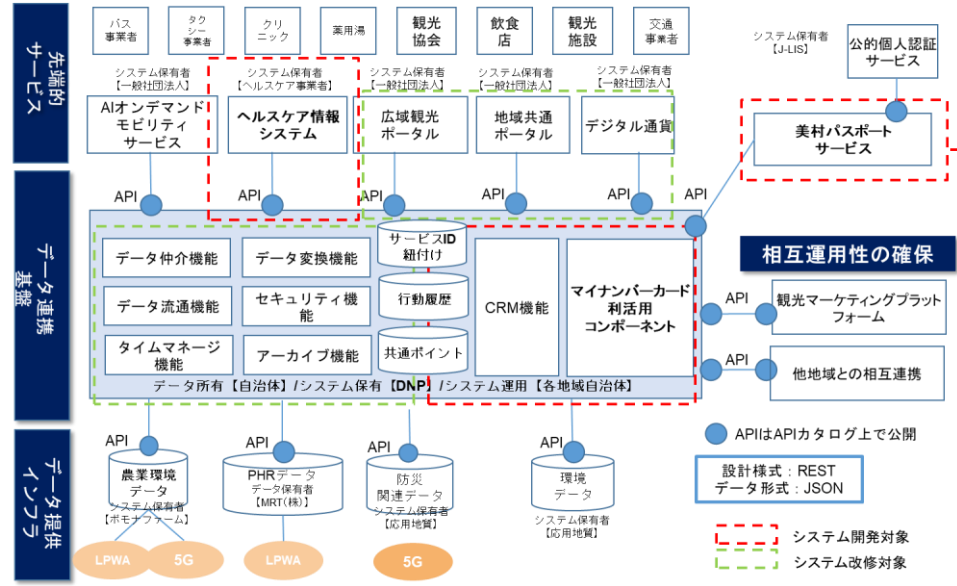 先端的
サービス
バス
事業者
タク
シー
事業者
クリ
ニック
薬用湯
観光
協会
飲食
店
観光
施設
交通
事業者
システム保有者
【一般社団法人】
システム保有者
【ヘルスケア事業者】
システム保有者
【一般社団法人】
システム保有者
【一般社団法人】
システム保有者
【一般社団法人】
システム保有者
【J-LIS】
公的個人認証
サービス
AIオンデマンド
モビリティ
サービス
ヘルスケア情報
システム
広域観光
ポータル
地域共通
ポータル
デジタル通貨
美村パスポート
サービス
API
API
API
API
API
API
データ連携
基盤
データ仲介機能
データ変換機能
サービスID
紐付け
データ流通機能
セキュリティ機
能
行動履歴
CRM機能
マイナンバーカード
利活用
コンポーネント
タイムマネージ
機能
アーカイブ機能
共通ポイント
データ所有【自治体】/システム保有【DNP】/システム運用【各地域自治体】
相互運用性の確保
API
観光マーケティングプラット
フォーム
API
他地域との相互連携
データ提供
インフラ
API
API
API
API
農業環境
データ
システム保有者
【ポモナファーム】
PHRデータ
データ保有者
【MRT(株)】
防災
関連データ
システム保有者
【応用地質】
環境
データ
システム保有者
【応用地質】
LPWA
5G
LPWA
5G
APIはAPIカタログ上で公開
設計様式：REST
データ形式：JSON
システム開発対象
システム改修対象